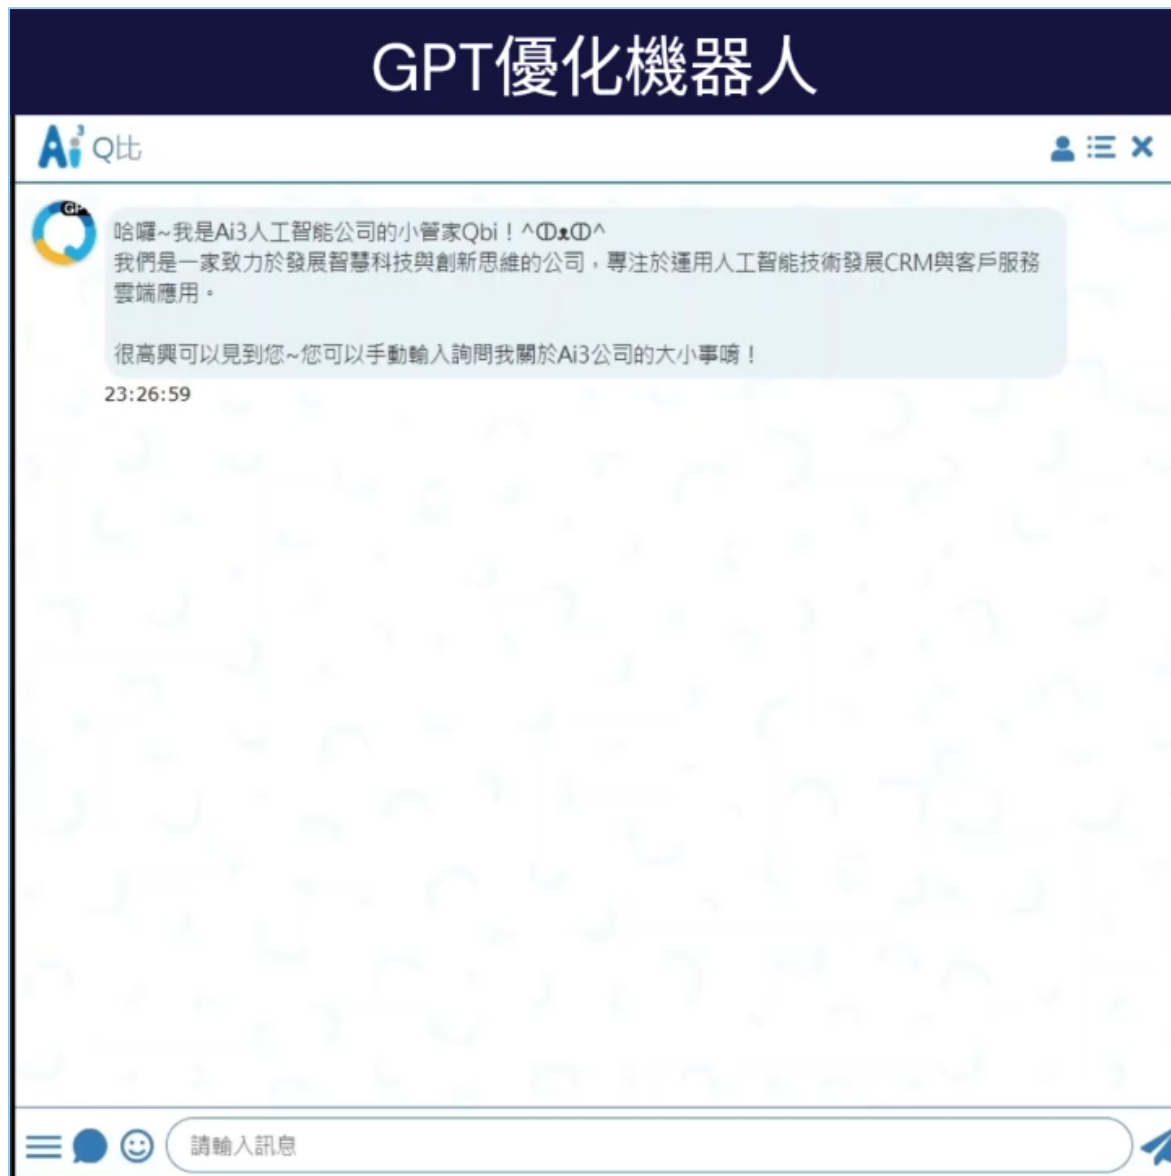 GPT優化機器人
Ai3 Q比
GPT
哈囉~我是Ai3人工智能公司的小管家Qbi！^ↀᴥↀ^
我們是一家致力於發展智慧科技與創新思維的公司，專注於運用人工智能技術發展CRM與客戶服務
雲端應用。
很高興可以見到您~您可以手動輸入詢問我關於Ai3公司的大小事唷！
23:26:59
請輸入訊息